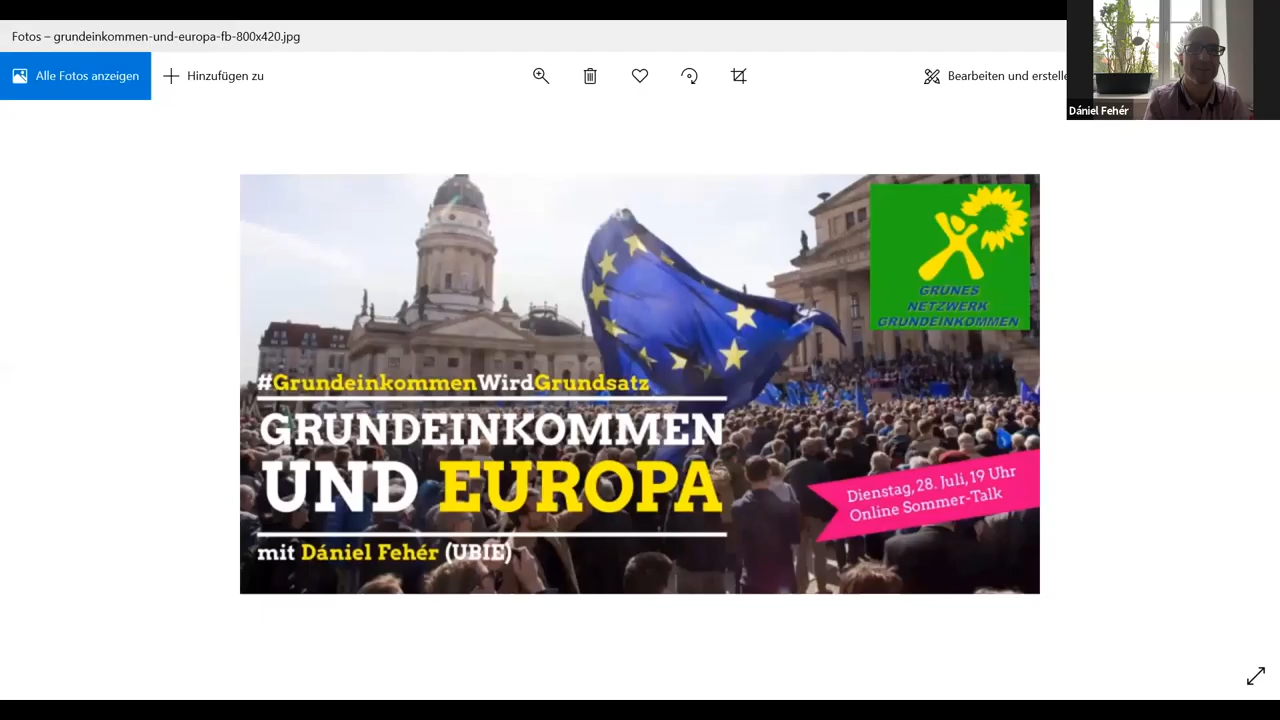 Fotos – grundeinkommen-und-europa-fb-800x420.jpg
Alle Fotos anzeigen
Hinzufügen zu
Bearbeiten und erstelle
Dániel Fehér
GRÜNES
NETZWERK
GRUNDEINKOMMEN
#GrundeinkommenWirdGrundsatz
GRUNDEINKOMMEN
UND EUROPA
mit Dániel Fehér (UBIE)
Dienstag, 28. Juli, 19 Uhr
Online Sommer-Talk